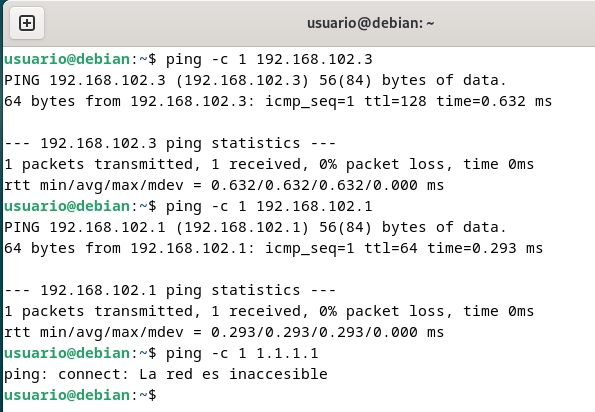 usuario@debian: ~
usuario@debian:~$ ping -c 1 192.168.102.3
PING 192.168.102.3 (192.168.102.3) 56(84) bytes of data.
64 bytes from 192.168.102.3: icmp_seq=1 ttl=128 time=0.632 ms
--- 192.168.102.3 ping statistics ---
1 packets transmitted, 1 received, 0% packet loss, time 0ms
rtt min/avg/max/mdev = 0.632/0.632/0.632/0.000 ms
usuario@debian:~$ ping -c 1 192.168.102.1
PING 192.168.102.1 (192.168.102.1) 56(84) bytes of data.
64 bytes from 192.168.102.1: icmp_seq=1 ttl=64 time=0.293 ms
--- 192.168.102.1 ping statistics ---
1 packets transmitted, 1 received, 0% packet loss, time 0ms
rtt min/avg/max/mdev = 0.293/0.293/0.293/0.000 ms
usuario@debian:~$ ping -c 1 1.1.1.1
ping: connect: La red es inaccesible
usuario@debian:~$